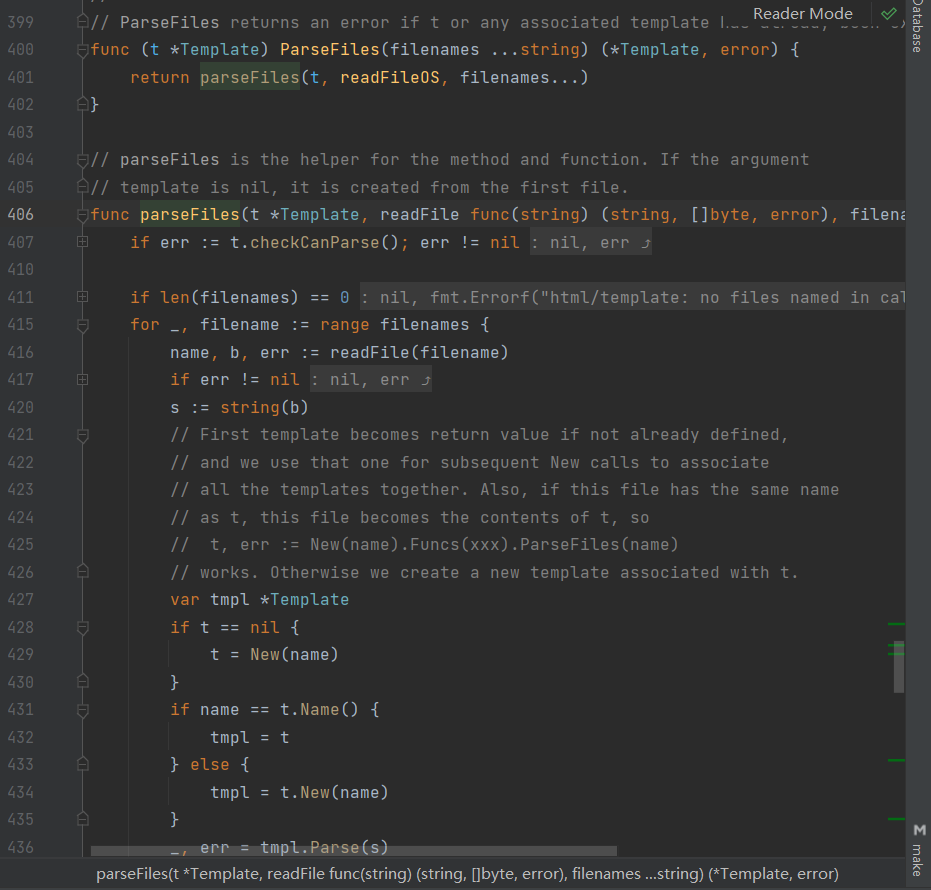 Reader Mode
Database
399 // ParseFiles returns an error if t or any associated template has already been
400 func (t *Template) ParseFiles(filenames ...string) (*Template, error) {
401     return parseFiles(t, readFileOS, filenames...)
402 }
403
404 // parseFiles is the helper for the method and function. If the argument
405 // template is nil, it is created from the first file.
406 func parseFiles(t *Template, readFile func(string) (string, []byte, error), filena
407     if err := t.checkCanParse(); err != nil : nil, err
410
411     if len(filenames) == 0 : nil, fmt.Errorf("html/template: no files named in cal
415     for _, filename := range filenames {
416         name, b, err := readFile(filename)
417         if err != nil : nil, err
420         s := string(b)
421         // First template becomes return value if not already defined,
422         // and we use that one for subsequent New calls to associate
423         // all the templates together. Also, if this file has the same name
424         // as t, this file becomes the contents of t, so
425         //  t, err := New(name).Funcs(xxx).ParseFiles(name)
426         // works. Otherwise we create a new template associated with t.
427         var tmpl *Template
428         if t == nil {
429             t = New(name)
430         }
431         if name == t.Name() {
432             tmpl = t
433         } else {
434             tmpl = t.New(name)
435         }
436         _, err = tmpl.Parse(s)
M make
parseFiles(t *Template, readFile func(string) (string, []byte, error), filenames ...string) (*Template, error)